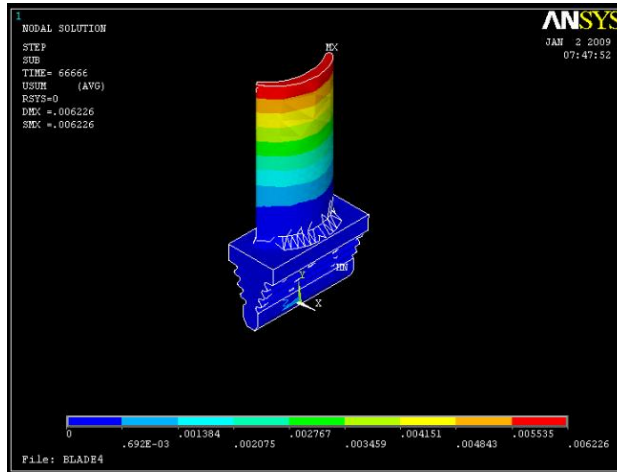 1
NODAL SOLUTION
STEP
SUB
TIME= 66666
USUM (AVG)
RSYS=0
DMX =.006226
SMX =.006226
ANSYS
JAN 2 2009
07:47:52
MX
MN
Y
X
0 .001384 .002767 .004151 .005535
.692E-03 .002075 .003459 .004843 .006226
File: BLADE4